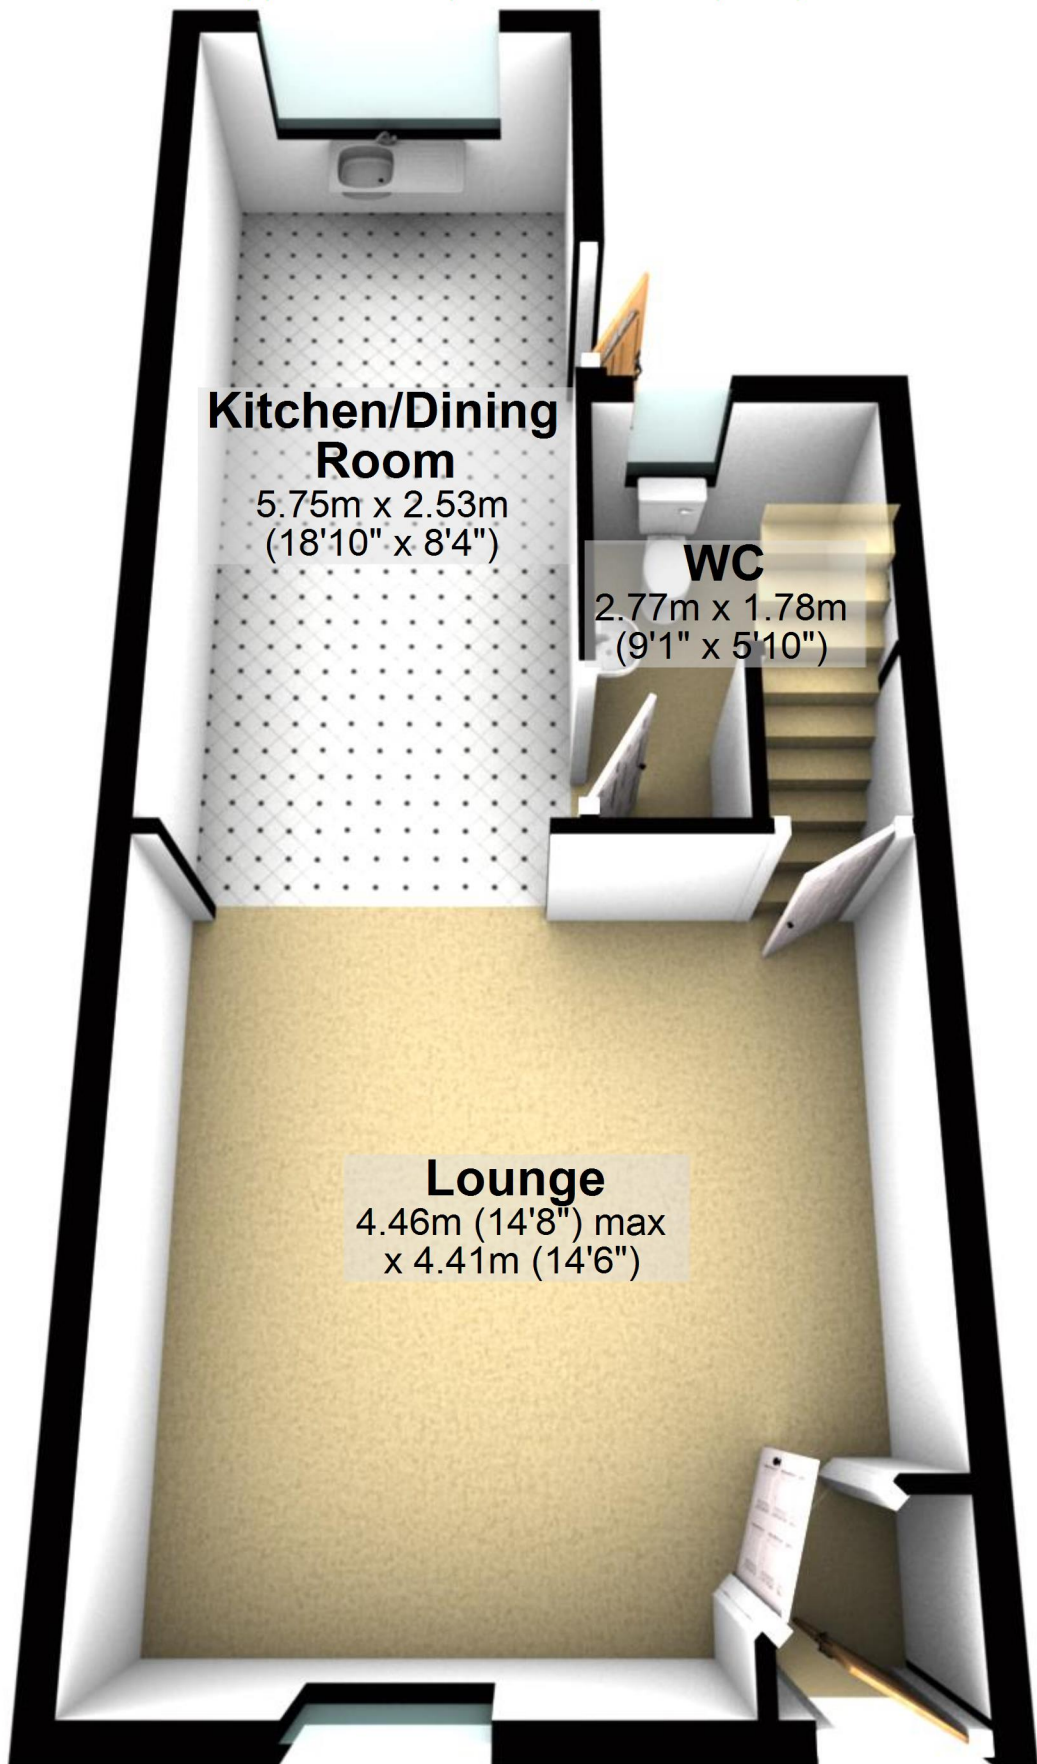 Kitchen/Dining
Room
5.75m x 2.53m
(18'10" x 8'4")
WC
2.77m x 1.78m
(9'1" x 5'10")
Lounge
4.46m (14'8") max
x 4.41m (14'6")